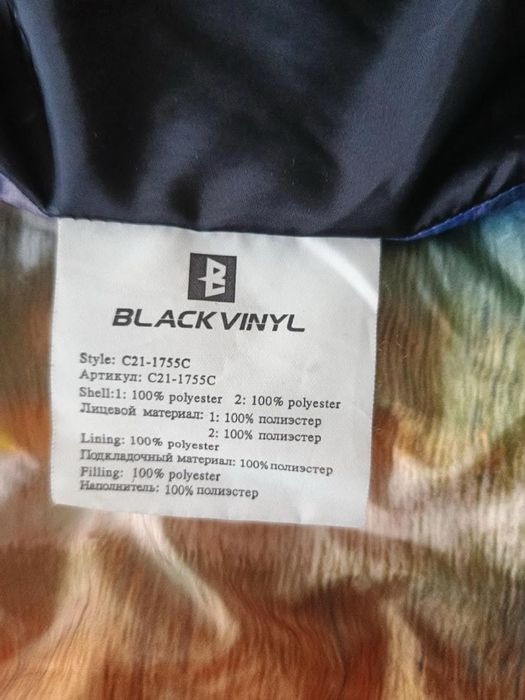 BLACKVINYL
Style: C21-1755C
Артикул: C21-1755C
Shell:1: 100% polyester 2: 100% polyester
Лицевой материал: 1: 100% полиэстер
2: 100% полиэстер
Lining: 100% polyester
Подкладочный материал: 100% полиэстер
Filling: 100% polyester
Наполнитель: 100% полиэстер